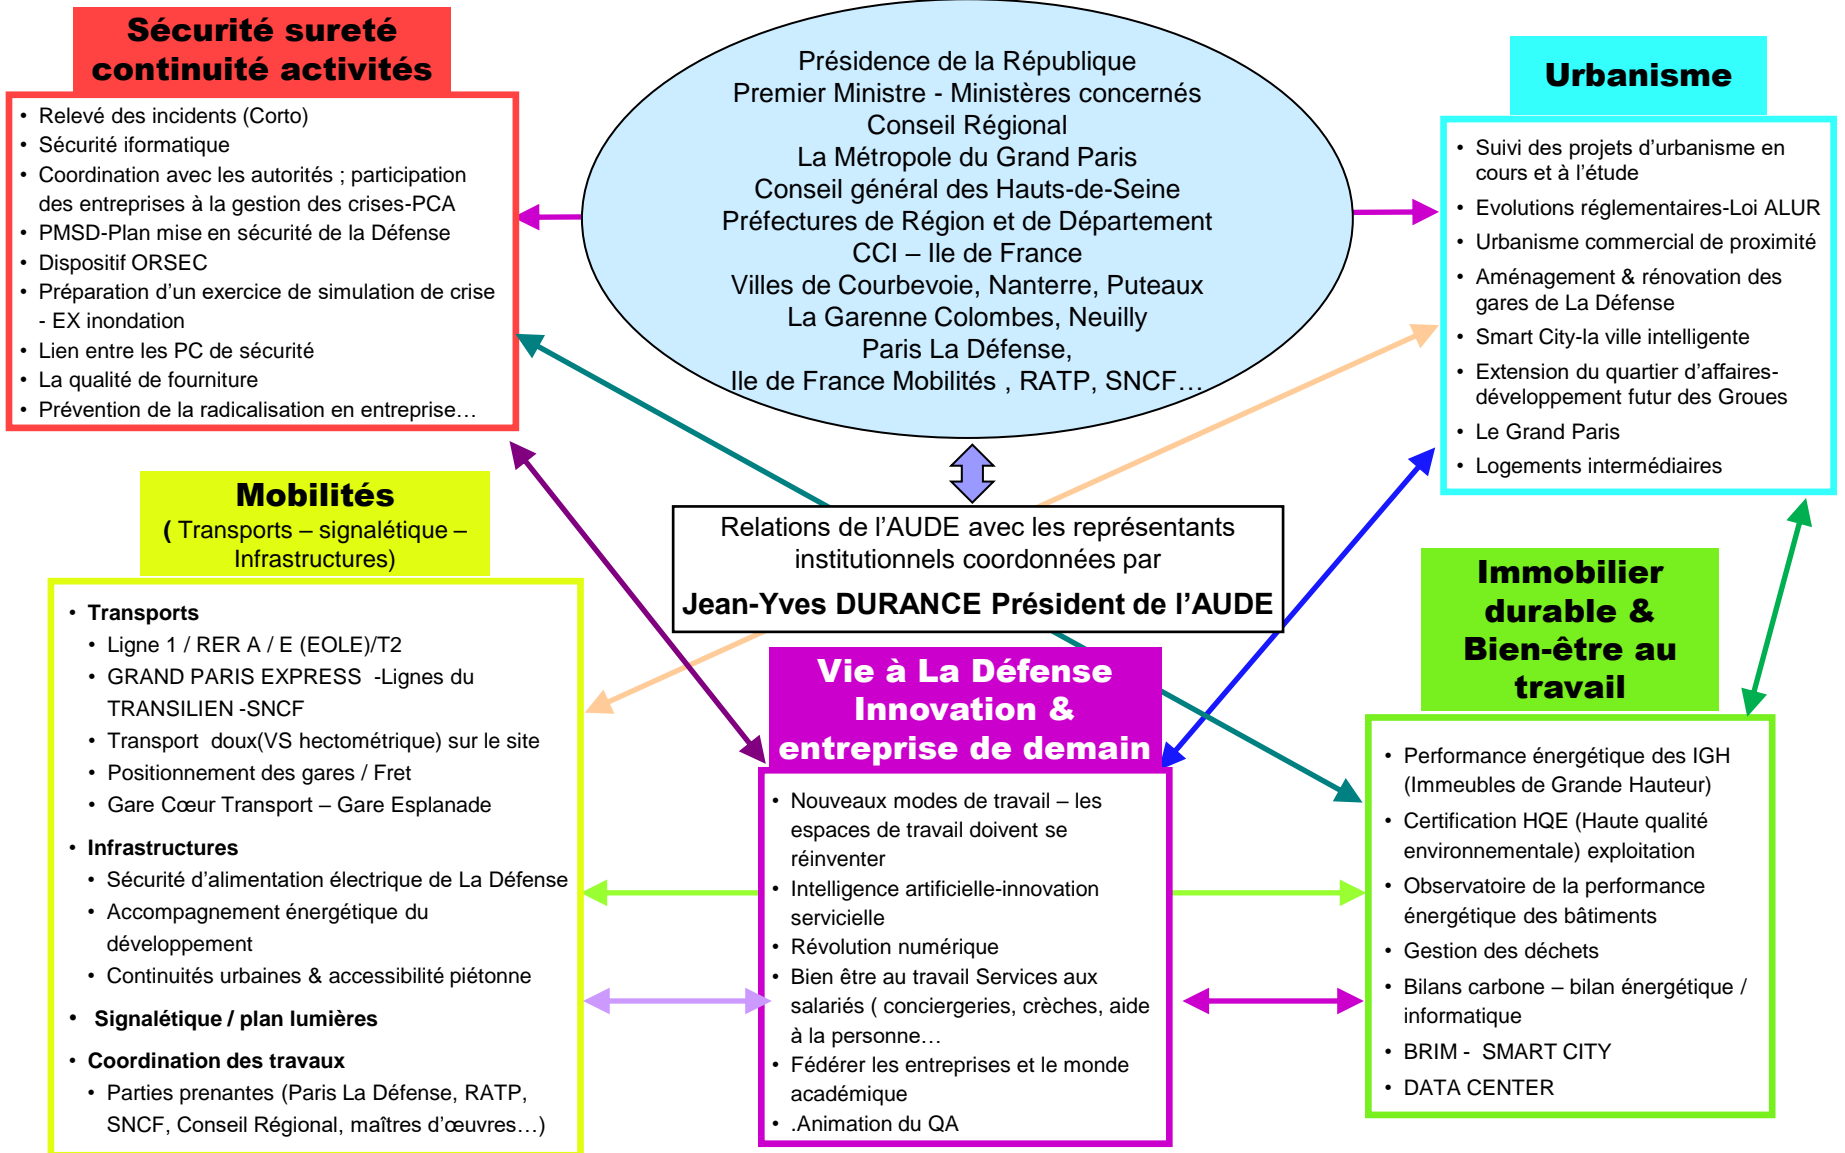 Sécurité sureté
continuité activités
• Relevé des incidents (Corto)
• Sécurité iformatique
• Coordination avec les autorités ; participation
des entreprises à la gestion des crises-PCA
• PMSD-Plan mise en sécurité de la Défense
• Dispositif ORSEC
• Préparation d’un exercice de simulation de crise
- EX inondation
• Lien entre les PC de sécurité
• La qualité de fourniture
• Prévention de la radicalisation en entreprise…
Présidence de la République
Premier Ministre - Ministères concernés
Conseil Régional
La Métropole du Grand Paris
Conseil général des Hauts-de-Seine
Préfectures de Région et de Département
CCI – Ile de France
Villes de Courbevoie, Nanterre, Puteaux
La Garenne Colombes, Neuilly
Paris La Défense,
Ile de France Mobilités , RATP, SNCF…
Urbanisme
• Suivi des projets d’urbanisme en
cours et à l’étude
• Evolutions réglementaires-Loi ALUR
• Urbanisme commercial de proximité
• Aménagement & rénovation des
gares de La Défense
• Smart City-la ville intelligente
• Extension du quartier d’affaires-
développement futur des Groues
• Le Grand Paris
• Logements intermédiaires
Relations de l’AUDE avec les représentants
institutionnels coordonnées par
Jean-Yves DURANCE Président de l’AUDE
Mobilités
( Transports – signalétique –
Infrastructures)
• Transports
• Ligne 1 / RER A / E (EOLE)/T2
• GRAND PARIS EXPRESS -Lignes du
TRANSILIEN -SNCF
• Transport doux(VS hectométrique) sur le site
• Positionnement des gares / Fret
• Gare Cœur Transport – Gare Esplanade
• Infrastructures
• Sécurité d’alimentation électrique de La Défense
• Accompagnement énergétique du
développement
• Continuités urbaines & accessibilité piétonne
• Signalétique / plan lumières
• Coordination des travaux
• Parties prenantes (Paris La Défense, RATP,
SNCF, Conseil Régional, maîtres d’œuvres…)
Vie à La Défense
Innovation &
entreprise de demain
• Nouveaux modes de travail – les
espaces de travail doivent se
réinventer
• Intelligence artificielle-innovation
servicielle
• Révolution numérique
• Bien être au travail Services aux
salariés ( conciergeries, crèches, aide
à la personne…
• Fédérer les entreprises et le monde
académique
• .Animation du QA
Immobilier
durable &
Bien-être au
travail
• Performance énergétique des IGH
(Immeubles de Grande Hauteur)
• Certification HQE (Haute qualité
environnementale) exploitation
• Observatoire de la performance
énergétique des bâtiments
• Gestion des déchets
• Bilans carbone – bilan énergétique /
informatique
• BRIM - SMART CITY
• DATA CENTER